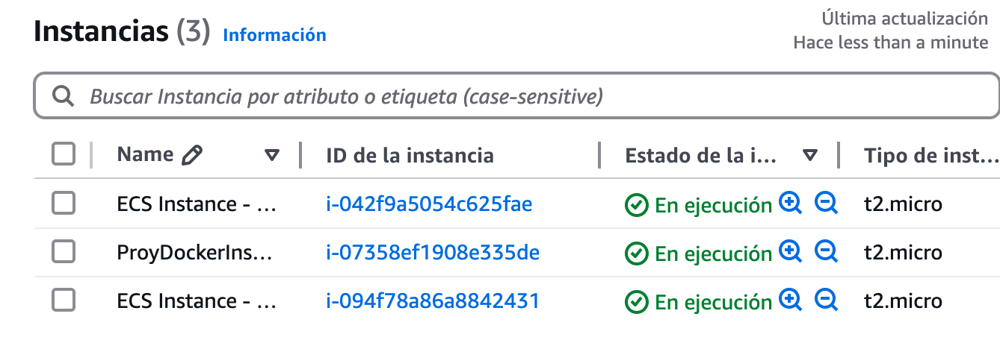 Instancias (3) Información
Última actualización
Hace less than a minute
Buscar Instancia por atributo o etiqueta (case-sensitive)
Name ID de la instancia Estado de la i... Tipo de inst...
ECS Instance - ... i-042f9a5054c625fae En ejecución t2.micro
ProyDockerIns... i-07358ef1908e335de En ejecución t2.micro
ECS Instance - ... i-094f78a86a8842431 En ejecución t2.micro